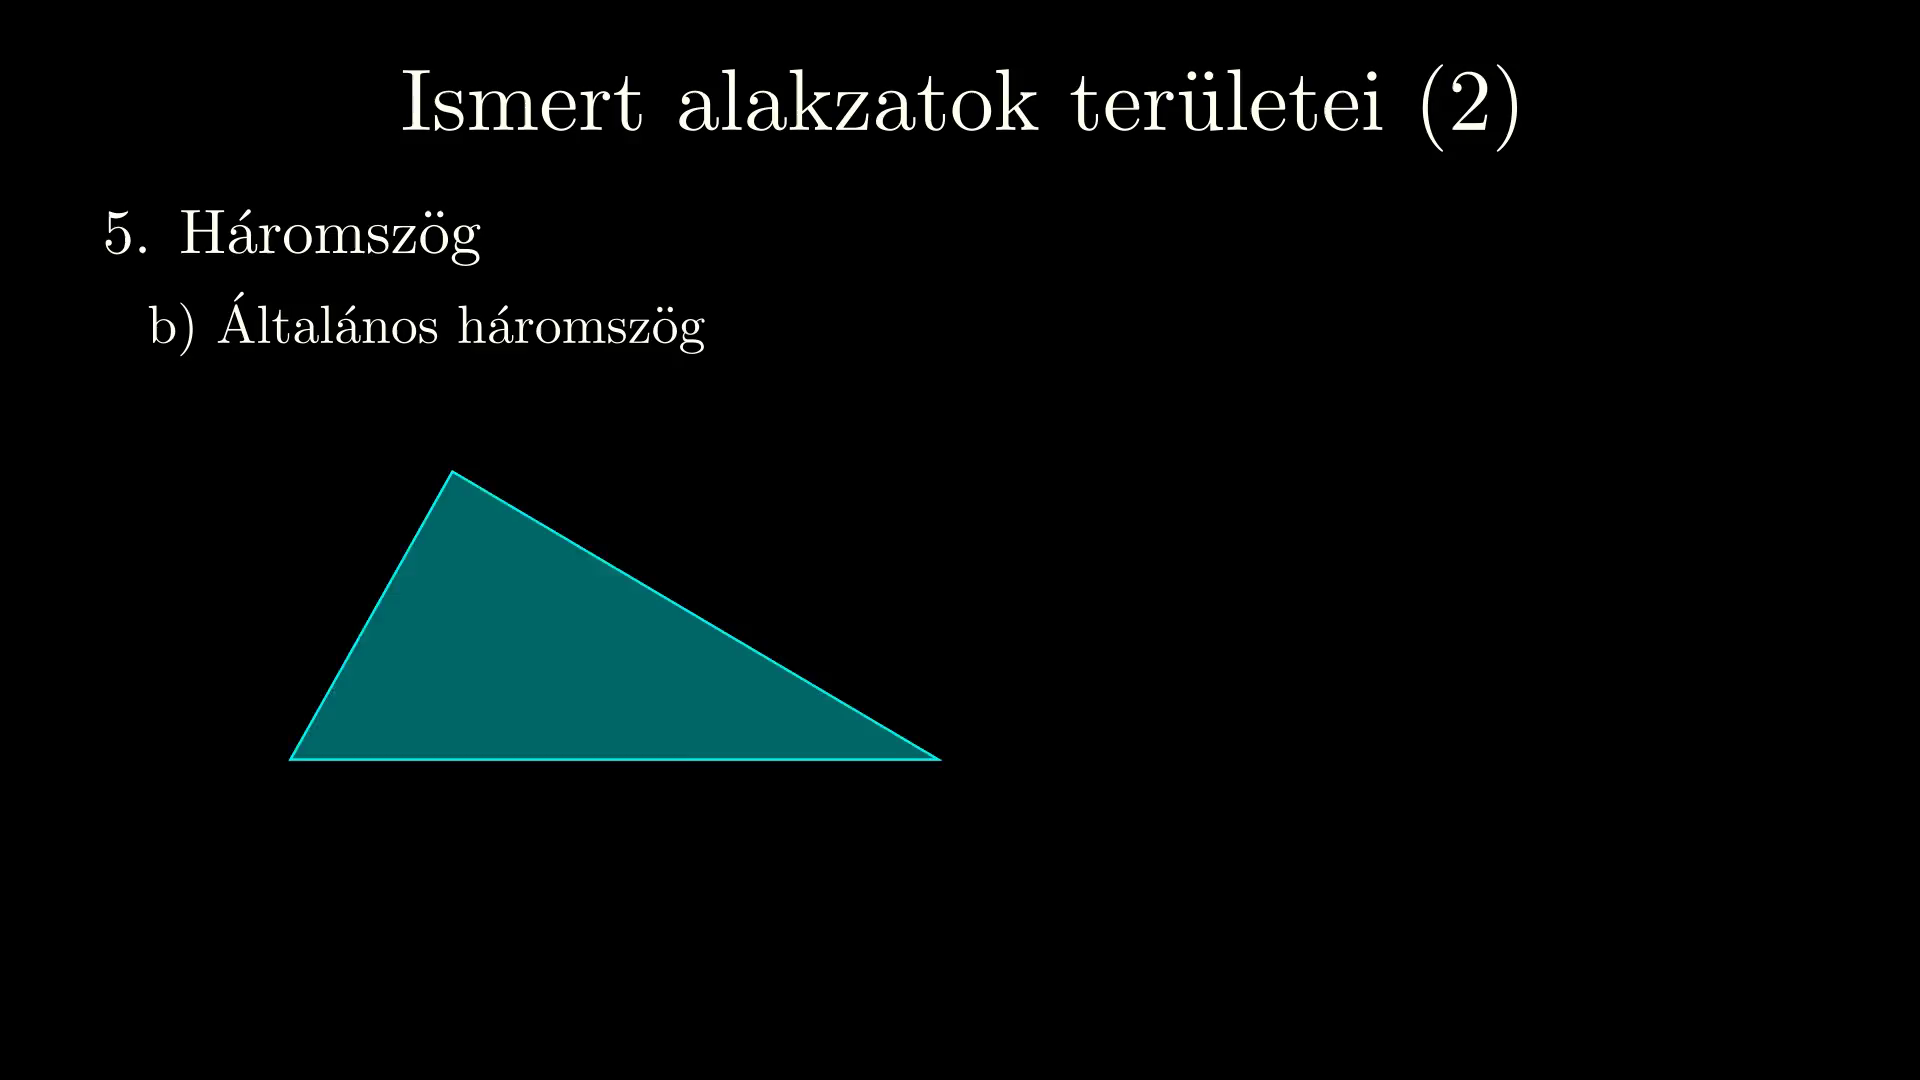 Ismert alakzatok területei (2)
5. Háromszög
b) Általános háromszög